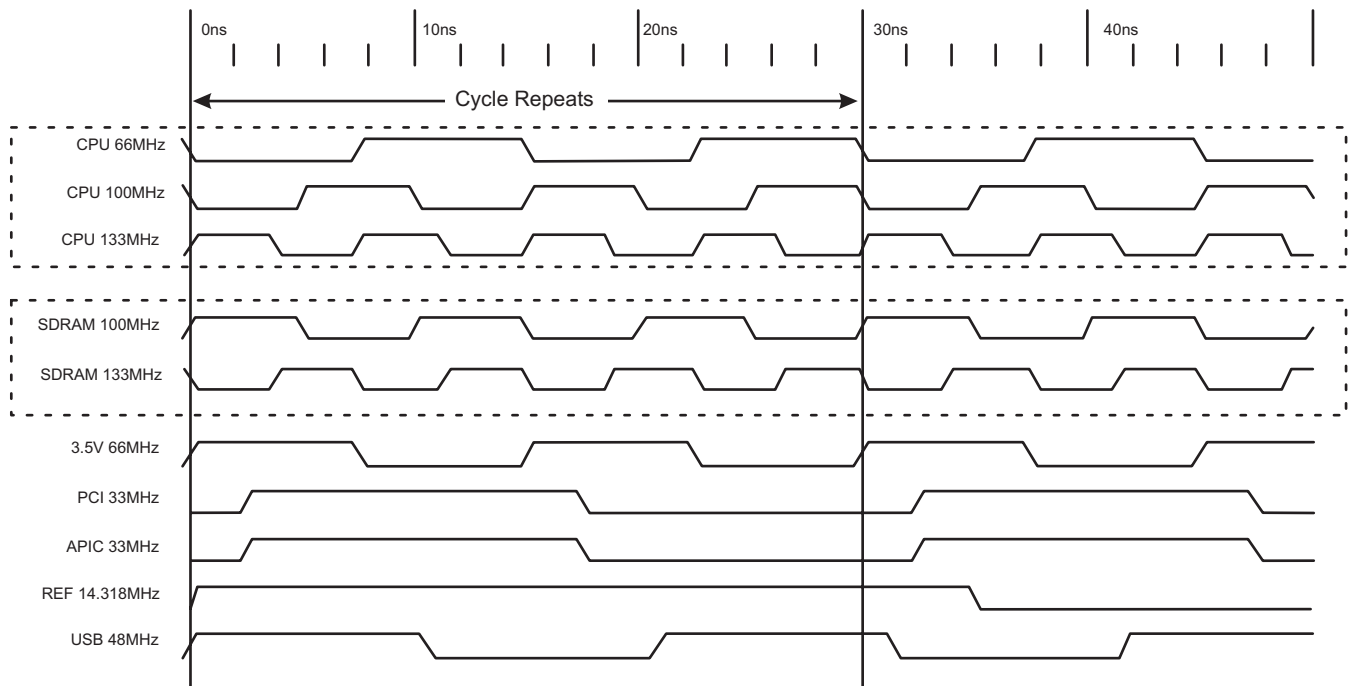 0ns
10ns
20ns
30ns
40ns
Cycle Repeats
CPU 66MHz
CPU 100MHz
CPU 133MHz
SDRAM 100MHz
SDRAM 133MHz
3.5V 66MHz
PCI 33MHz
APIC 33MHz
REF 14.318MHz
USB 48MHz